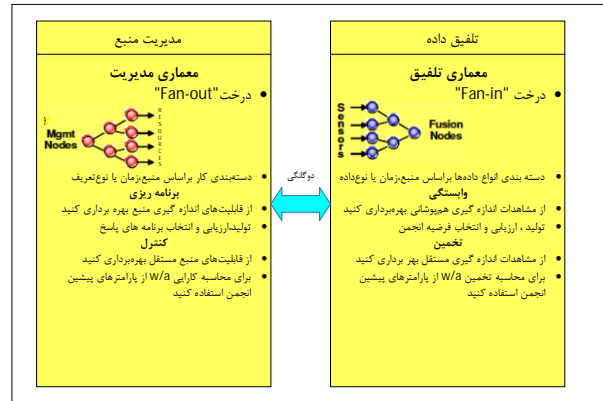 تلفیق داده
معماری تلفیق
درخت "Fan-in"
Sensors
Fusion
Nodes
دسته بندی انواع داده‌ها براساس منبع،زمان یا نوع‌داده
وابستگی
از مشاهدات اندازه گیری هم‌پوشانی بهره‌برداری کنید
تولید ، ارزیابی و انتخاب فرضیه انجمن
تخمین
از مشاهدات اندازه گیری مستقل بهر برداری کنید
برای محاسبه تخمین w/a از پارامترهای پیشین
انجمن استفاده کنید
دوگانگی
مدیریت منبع
معماری مدیریت
درخت"Fan-out"
Mgmt
Nodes
RESOURCES
دسته‌بندی کار براساس منبع،زمان یا نوع‌تعریف
برنامه ریزی
از قابلیت‌های اندازه گیری منبع بهره برداری کنید
تولید،ارزیابی و انتخاب برنامه های پاسخ
کنترل
از قابلیت‌های منبع مستقل بهره‌برداری کنید
برای محاسبه کارایی w/a از پارامترهای پیشین
انجمن استفاده کنید